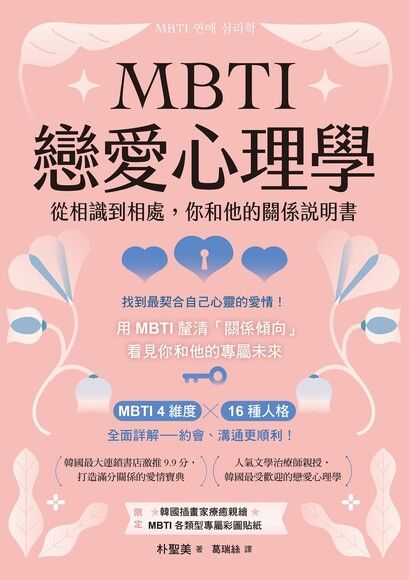 MBTI 연애 심리학
MBTI
戀愛心理學
從相識到相處，你和他的關係説明書
找到最契合自己心靈的愛情！
用 MBTI 釐清「關係傾向」
看見你和他的專屬未來
MBTI 4 維度 × 16 種人格
全面詳解──約會、溝通更順利！
韓國最大連鎖書店激推 9.9 分，
打造滿分關係的愛情寶典
人氣文學治療師親授，
韓國最受歡迎的戀愛心理學
限定
★韓國插畫家療癒親繪★
MBTI 各類型專屬彩圖貼紙
朴聖美 著 葛瑞絲 譯